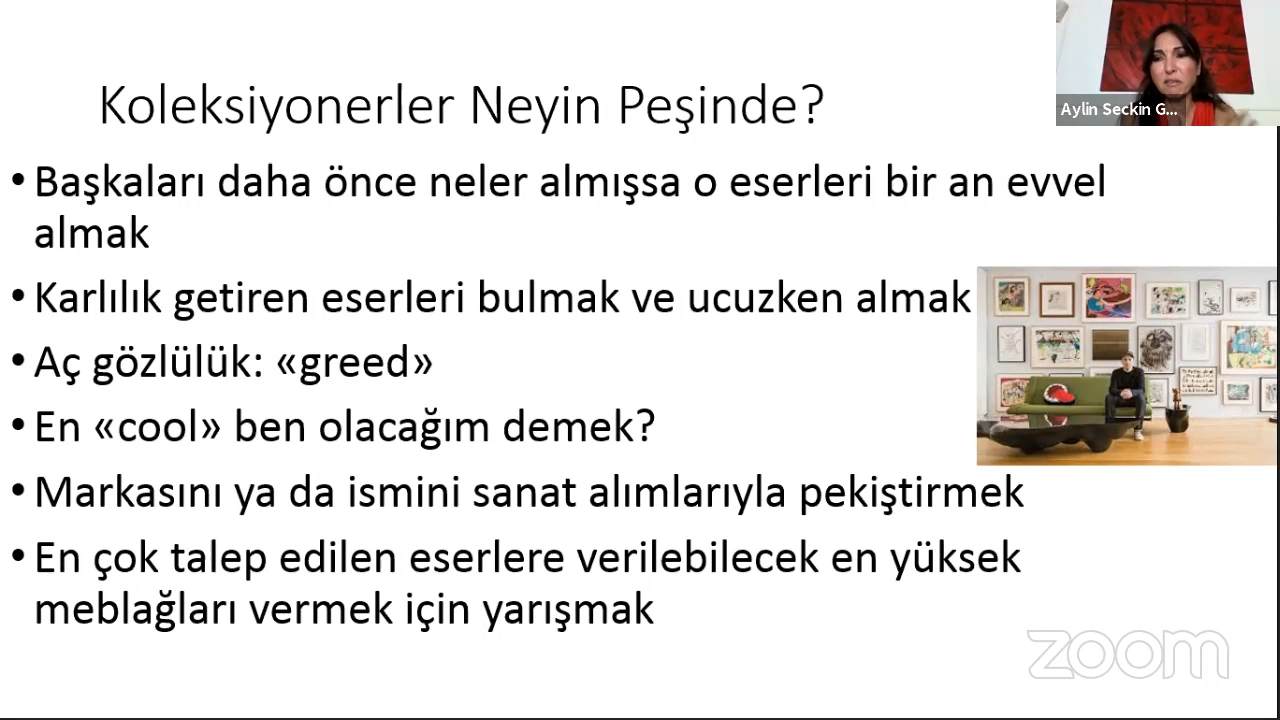 Koleksiyonerler Neyin Peşinde?
• Başkaları daha önce neler almışsa o eserleri bir an evvel
almak
• Karlılık getiren eserleri bulmak ve ucuzken almak
• Aç gözlülük: «greed»
• En «cool» ben olacağım demek?
• Markasını ya da ismini sanat alımlarıyla pekiştirmek
• En çok talep edilen eserlere verilebilecek en yüksek
meblağları vermek için yarışmak
Aylin Seckin G...
zoom